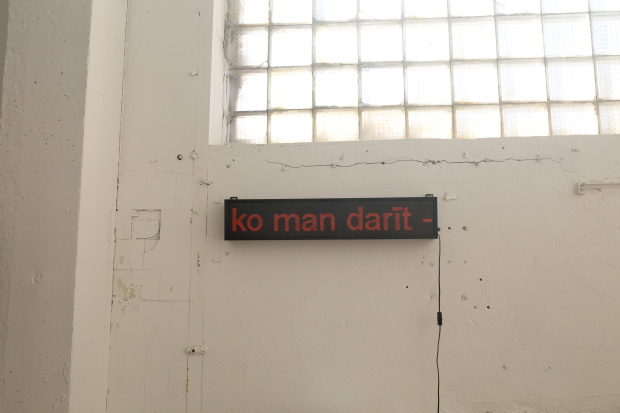 ko man darīt -